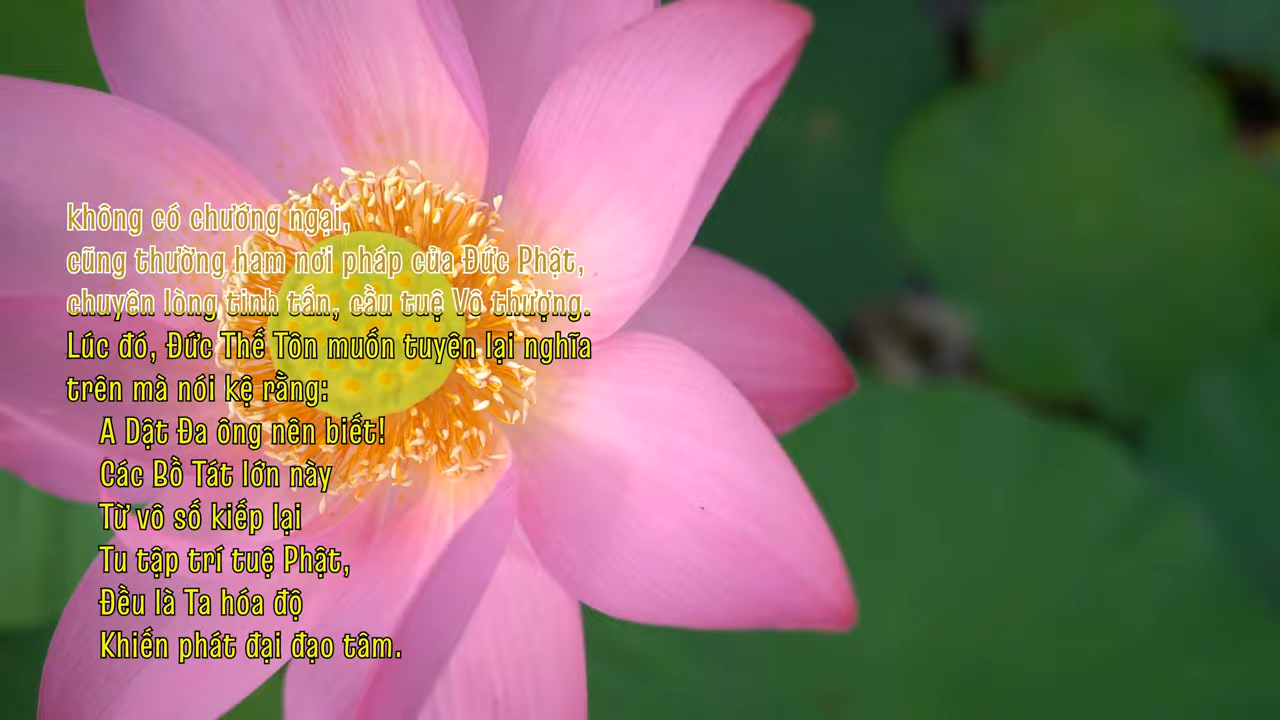 không có chướng ngại,
cũng thường ham nơi pháp của Đức Phật,
chuyên lòng tinh tấn, cầu tuệ Vô thượng.
Lúc đó, Đức Thế Tôn muốn tuyên lại nghĩa
trên mà nói kệ rằng:
A Dật Đa ông nên biết!
Các Bồ Tát lớn này
Từ vô số kiếp lại
Tu tập trí tuệ Phật,
Đều là Ta hóa độ
Khiến phát đại đạo tâm.